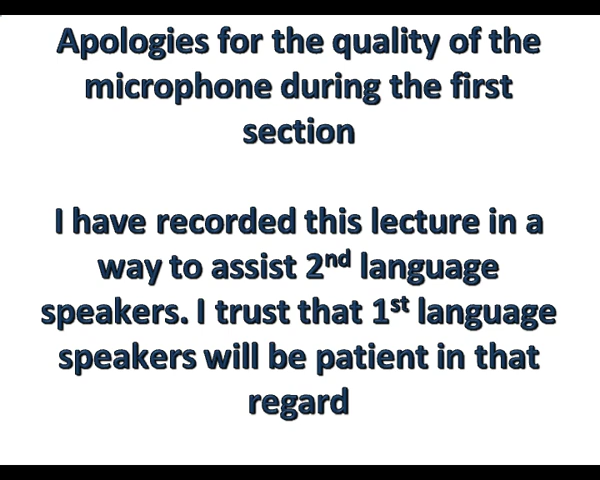 Apologies for the quality of the
microphone during the first
section
I have recorded this lecture in a
way to assist 2nd language
speakers. I trust that 1st language
speakers will be patient in that
regard